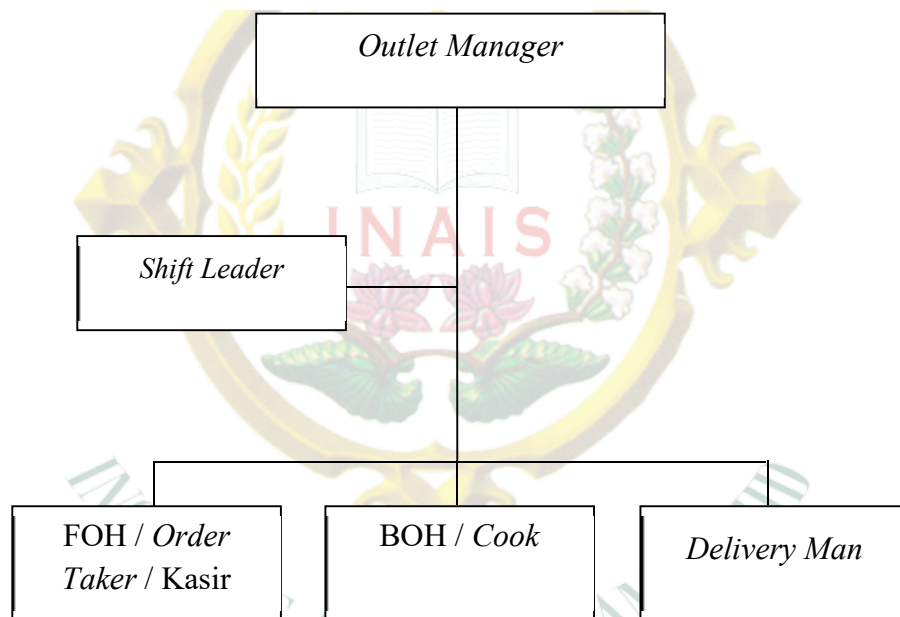 Outlet Manager
INAIS
Shift Leader
FOH / Order
Taker / Kasir
BOH / Cook
Delivery Man